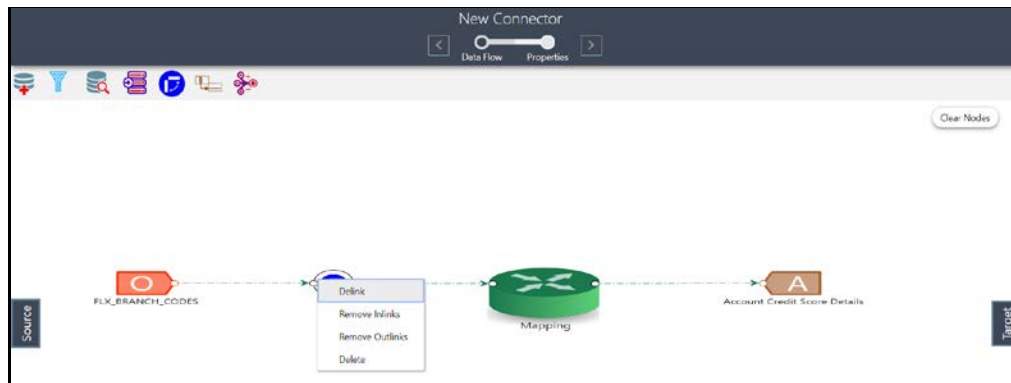 New Connector
<
>
Data Flow Properties
Clear Nodes
O
FLX_BRANCH_CODES
Delink
Remove Inlinks
Remove Outlinks
Delete
Mapping
A
Account Credit Score Details
Source
Target